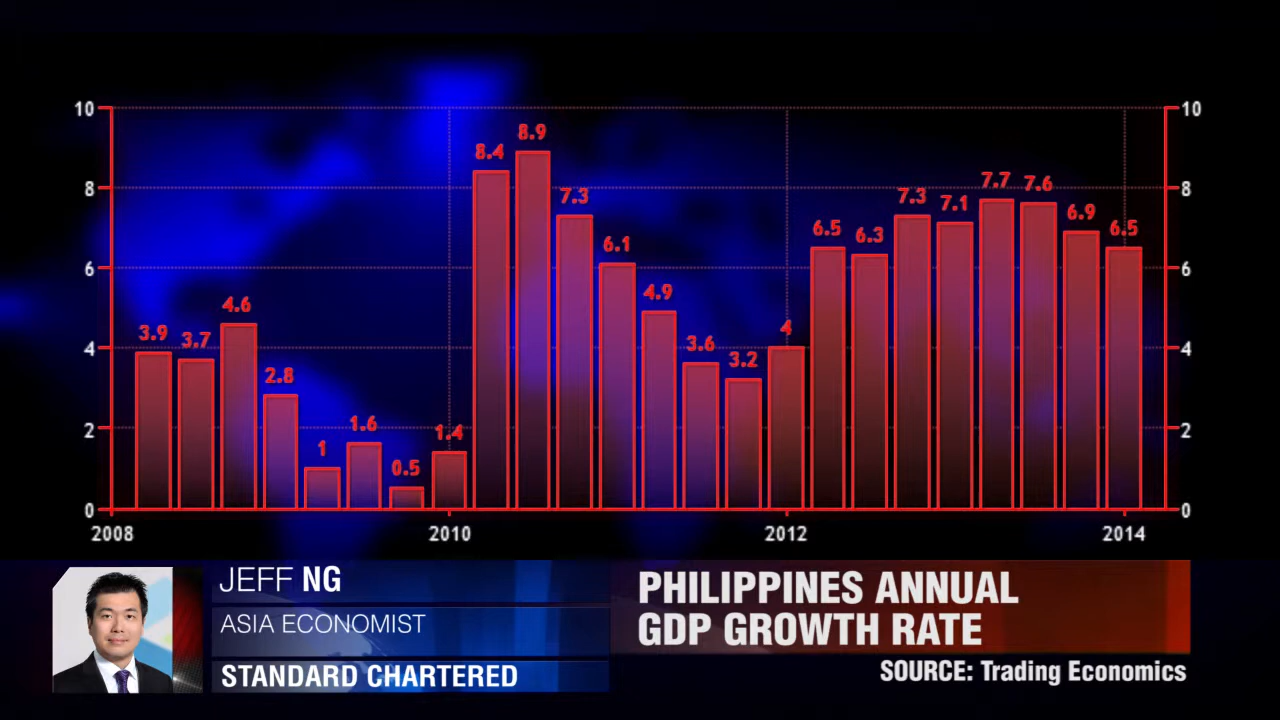 10 10
8.9
8.4
8 8
7.7 7.6
7.3 7.3 7.1
6.9
6.5 6.3 6.5
6.1
6 6
4.9
4.6
4 4 4
3.9 3.7 3.6
3.2
2.8
2 2
1.6 1.4
1 0.5
0 0
2008 2010 2012 2014
JEFF NG
ASIA ECONOMIST
STANDARD CHARTERED
PHILIPPINES ANNUAL
GDP GROWTH RATE
SOURCE: Trading Economics